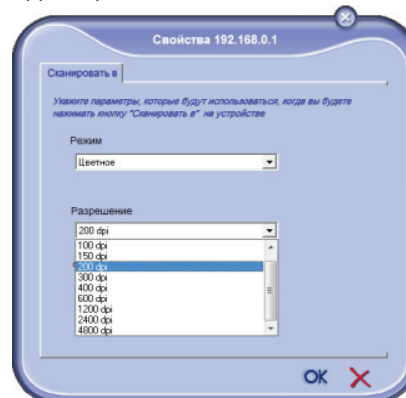 Свойства 192.168.0.1
Сканировать в
Укажите параметры, которые будут использоваться, когда вы будете
нажимать кнопку "Сканировать в" на устройстве
Режим
Цветное
Разрешение
200 dpi
100 dpi
150 dpi
200 dpi
300 dpi
400 dpi
600 dpi
1200 dpi
2400 dpi
4800 dpi
OK